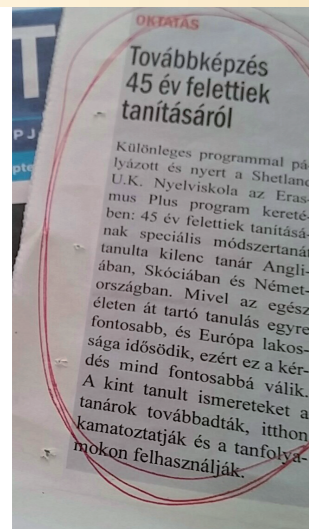 OKTATÁS
Továbbképzés
45 év felettiek
tanításáról
Különleges programmal pá-
lyázott és nyert a Shetland
U.K. Nyelviskola az Eras-
mus Plus program kereté-
ben: 45 év felettiek tanításá-
nak speciális módszertanát
tanulta kilenc tanár Angli-
ában, Skóciában és Német-
országban. Mivel az egész
életen át tartó tanulás egyre
fontosabb, és Európa lakos-
sága idősödik, ezért ez a kér-
dés mind fontosabbá válik.
A kint tanult ismereteket a
tanárok továbbadták, itthon
kamatoztatják és a tanfolya-
mokon felhasználják.